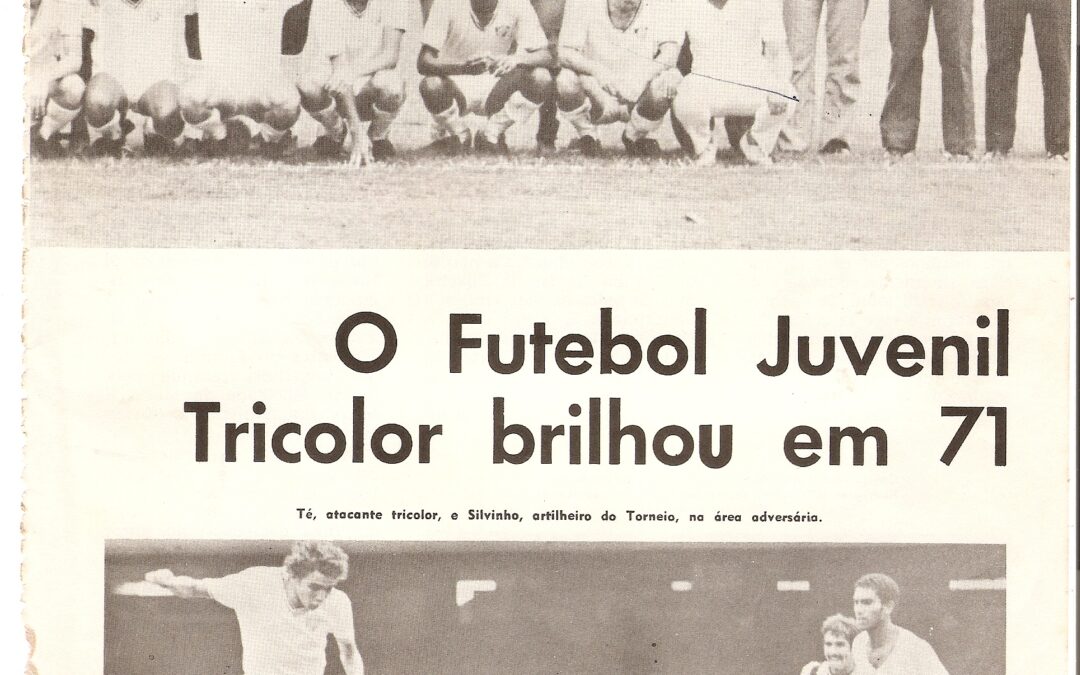 O Futebol Juvenil
Tricolor brilhou em 71
Té, atacante tricolor, e Silvinho, artilheiro do Torneio, na área adversária.